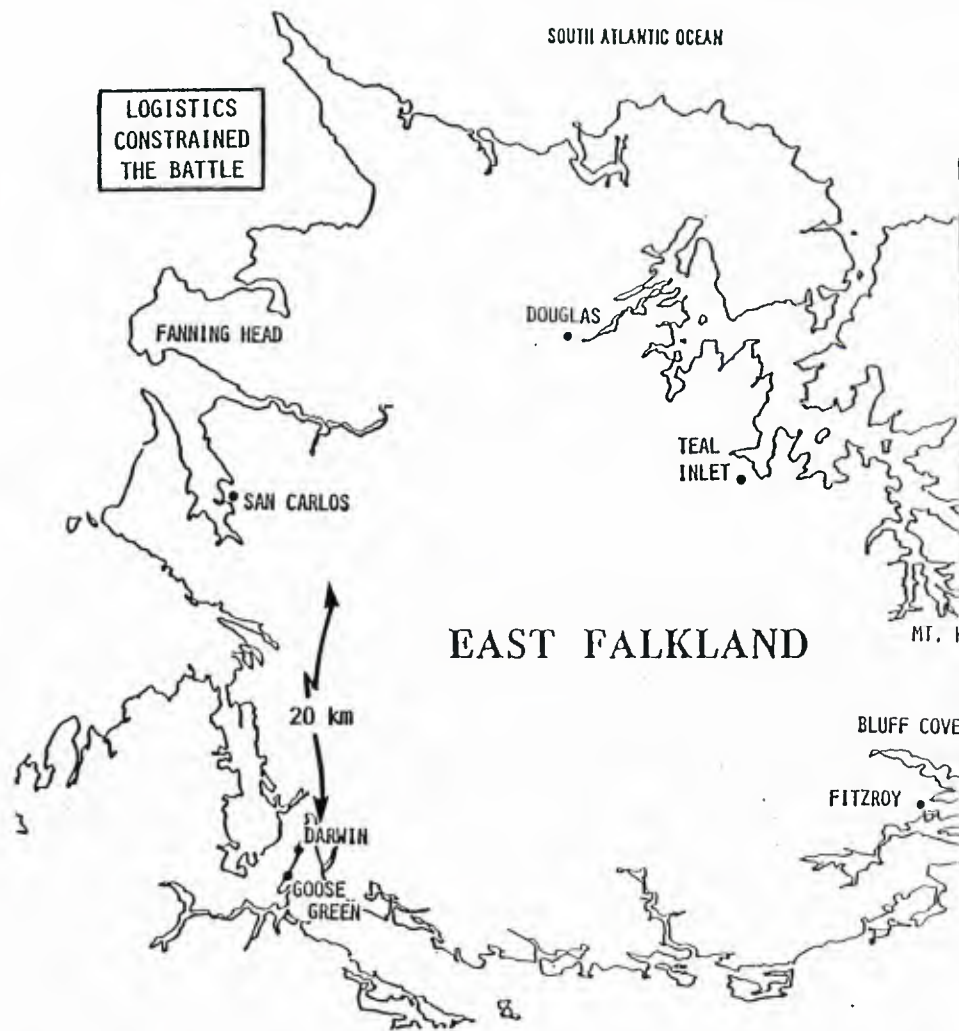 SOUTH ATLANTIC OCEAN
LOGISTICS
CONSTRAINED
THE BATTLE
DOUGLAS
FANNING HEAD
TEAL
INLET
SAN CARLOS
EAST FALKLAND
MT.
20 km
BLUFF COVE
FITZROY
DARWIN
GOOSE
GREEN